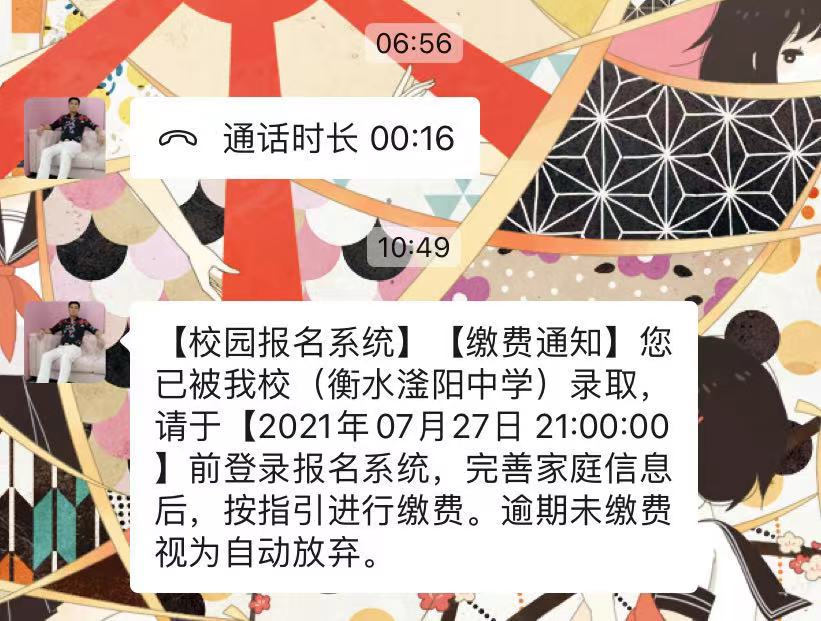 06:56
通话时长 00:16
10:49
【校园报名系统】【缴费通知】您
已被我校（衡水滏阳中学）录取，
请于【2021年07月27日 21:00:00
】前登录报名系统，完善家庭信息
后，按指引进行缴费。逾期未缴费
视为自动放弃。